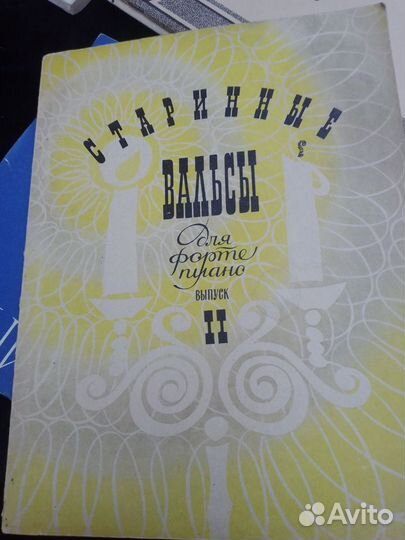 СТАРИННЫЕ
ВАЛЬСЫ
для
форте
пиано
ВЫПУСК
II
Avito